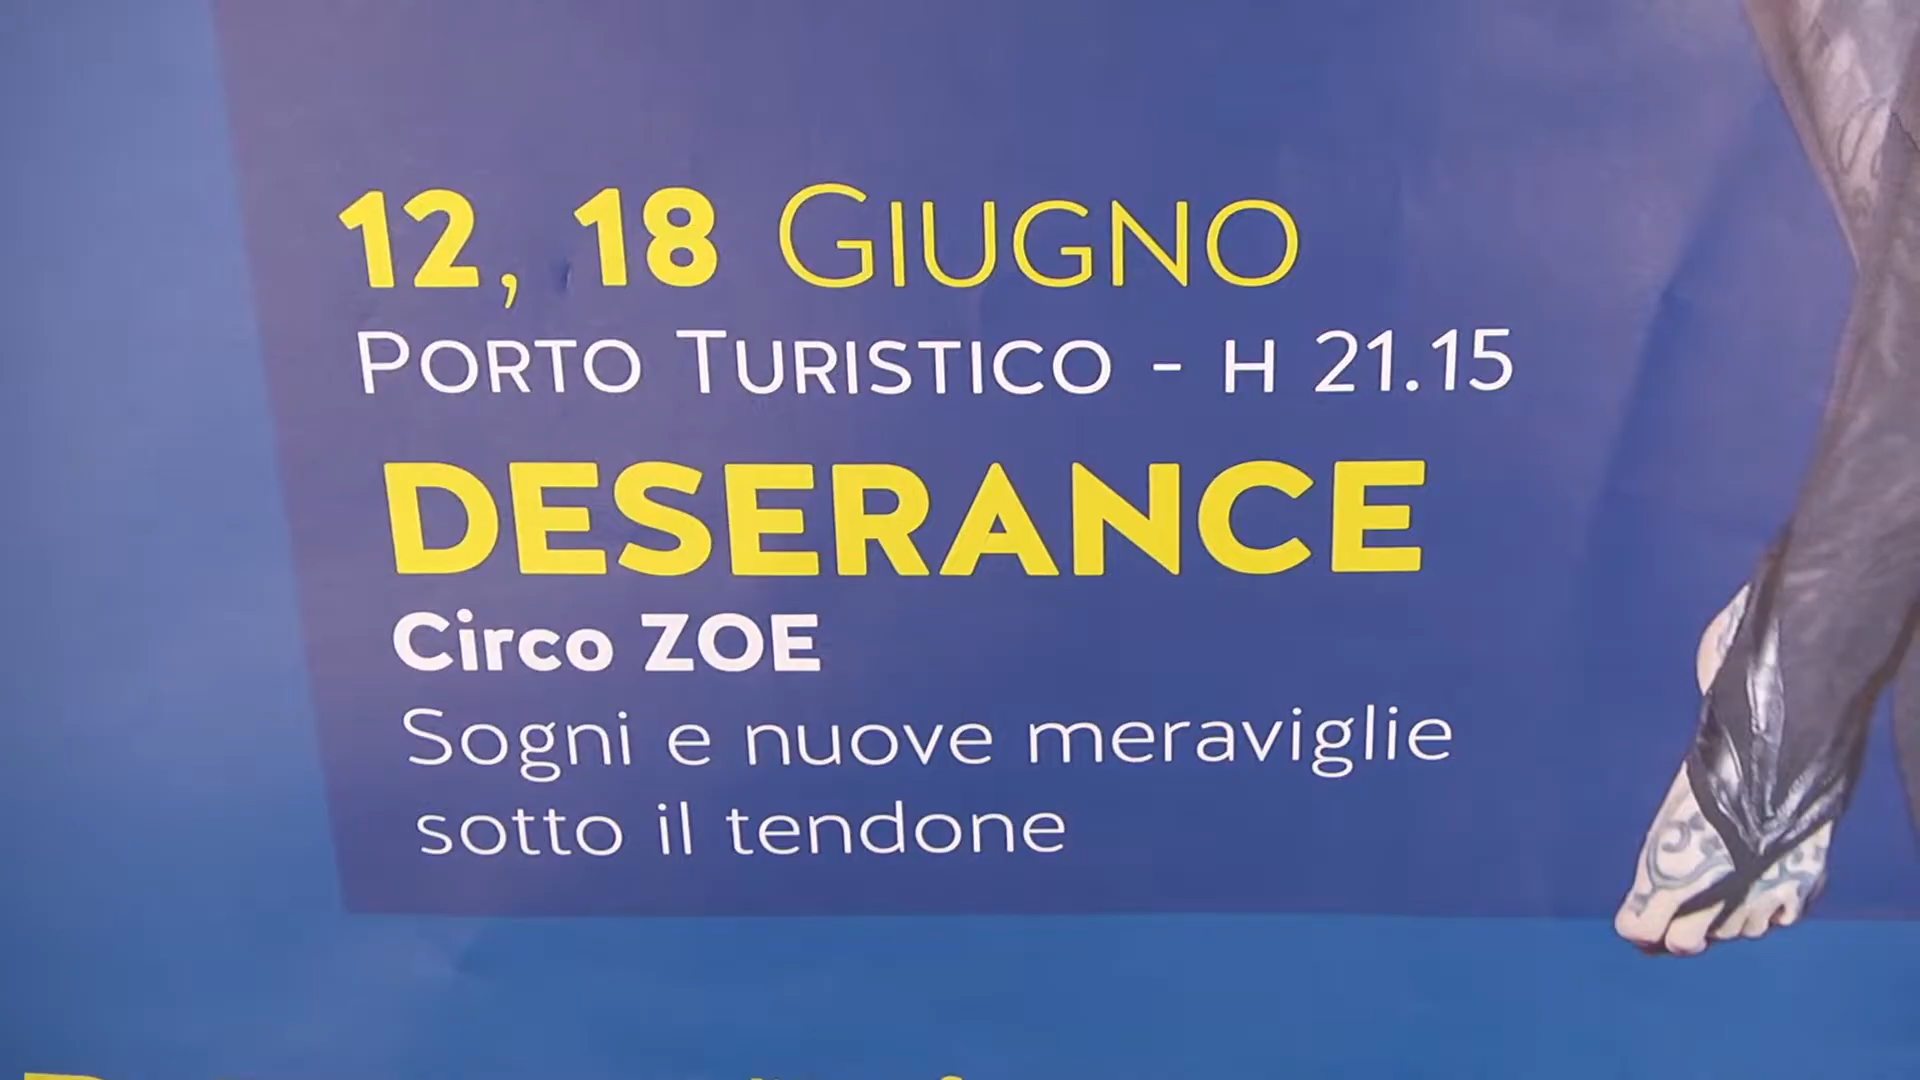 12, 18 GIUGNO
PORTO TURISTICO - H 21.15
DESERANCE
Circo ZOE
Sogni e nuove meraviglie
sotto il tendone